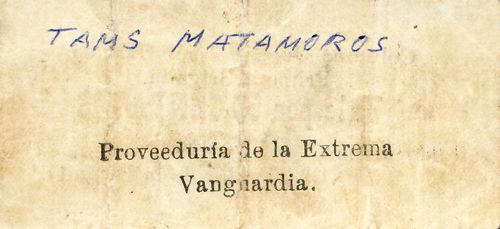 TAMS MATAMOROS
Proveeduría de la Extrema
Vanguardia.